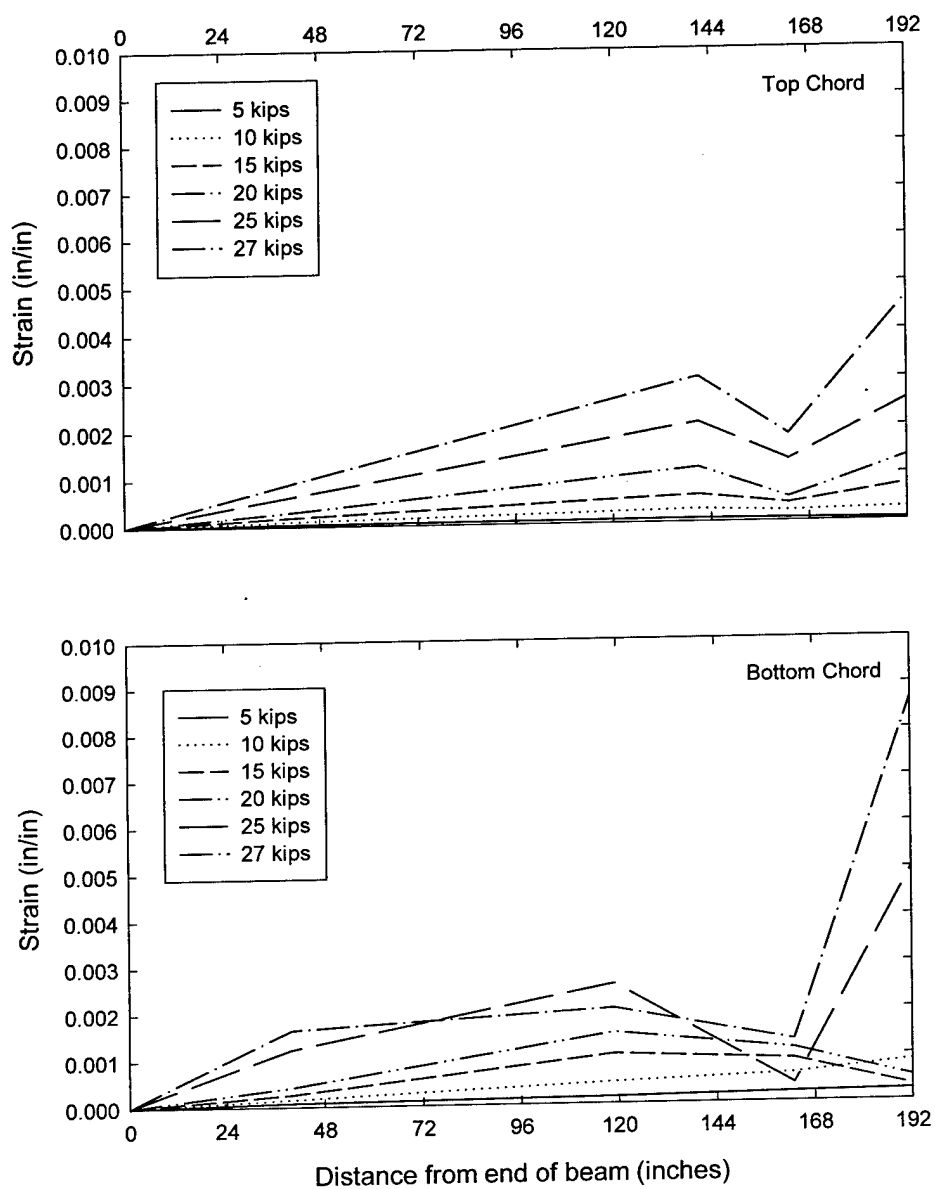 0 24 48 72 96 120 144 168 192
Top Chord
0.010
0.009
0.008
0.007
0.006
0.005
0.004
0.003
0.002
0.001
0.000
Strain (in/in)
5 kips
10 kips
15 kips
20 kips
25 kips
27 kips
Bottom Chord
0.010
0.009
0.008
0.007
0.006
0.005
0.004
0.003
0.002
0.001
0.000
Strain (in/in)
5 kips
10 kips
15 kips
20 kips
25 kips
27 kips
0 24 48 72 96 120 144 168 192
Distance from end of beam (inches)